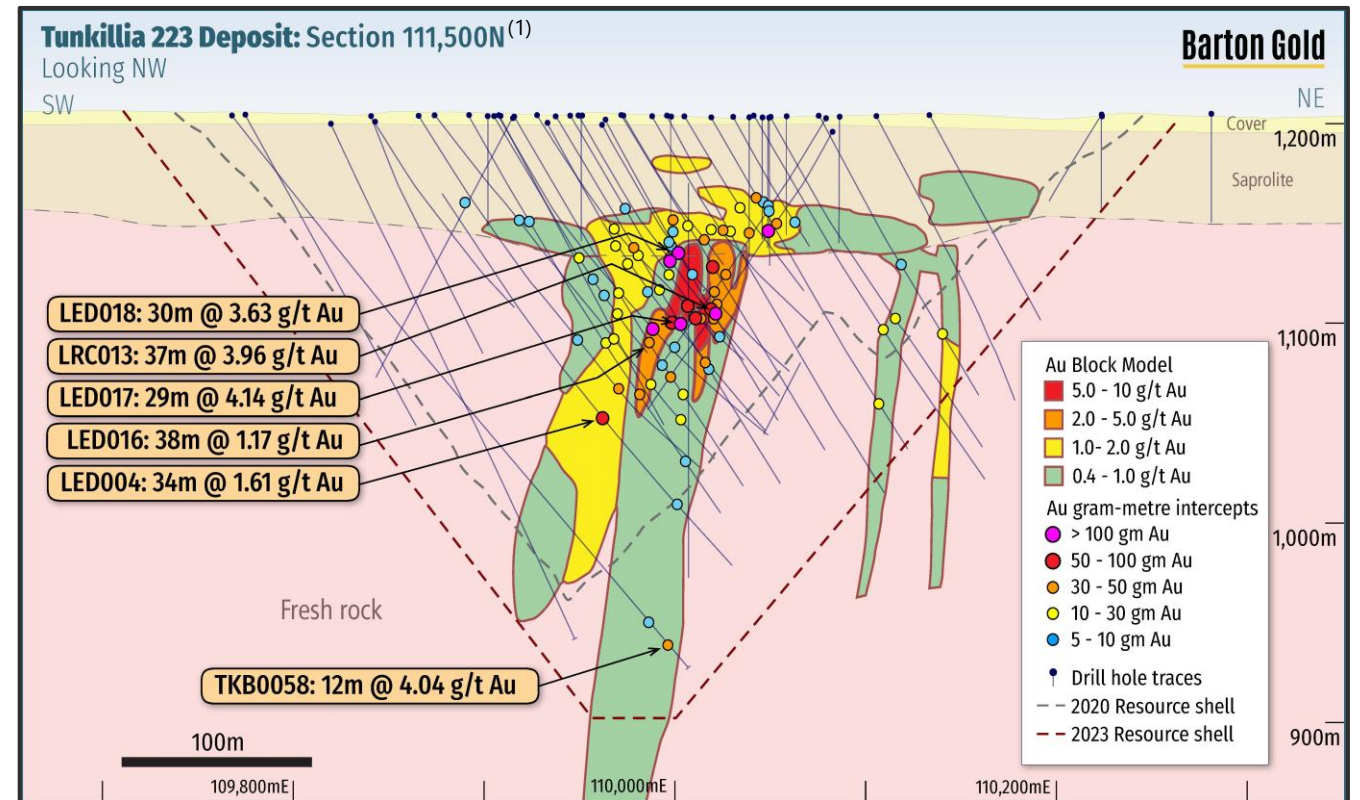 Tunkillia 223 Deposit: Section 111,500N(1)
Barton Gold
Looking NW
SW
NE
Cover
1,200m
Saprolite
LED018: 30m @ 3.63 g/t Au
LRC013: 37m @ 3.96 g/t Au
1,100m
LED017: 29m @ 4.14 g/t Au
LED016: 38m @ 1.17 g/t Au
LED004: 34m @ 1.61 g/t Au
Au Block Model
5.0 - 10 g/t Au
2.0 - 5.0 g/t Au
1.0- 2.0 g/t Au
0.4 - 1.0 g/t Au
Au gram-metre intercepts
> 100 gm Au
50 - 100 gm Au
30 - 50 gm Au
10 - 30 gm Au
5 - 10 gm Au
Drill hole traces
2020 Resource shell
2023 Resource shell
1,000m
Fresh rock
TKB0058: 12m @ 4.04 g/t Au
900m
100m
109,800mE
110,000mE
110,200mE